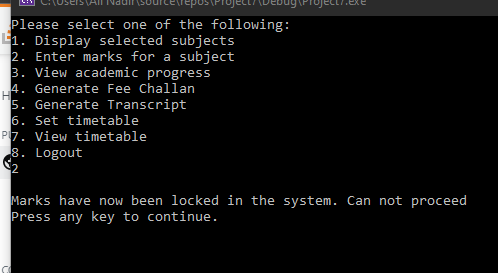 C:\Users\Ali Nadir\source\repos\Project7\Debug\Project7.exe
Please select one of the following:
1. Display selected subjects
2. Enter marks for a subject
3. View academic progress
4. Generate Fee Challan
5. Generate Transcript
6. Set timetable
7. View timetable
8. Logout
2
Marks have now been locked in the system. Can not proceed
Press any key to continue.